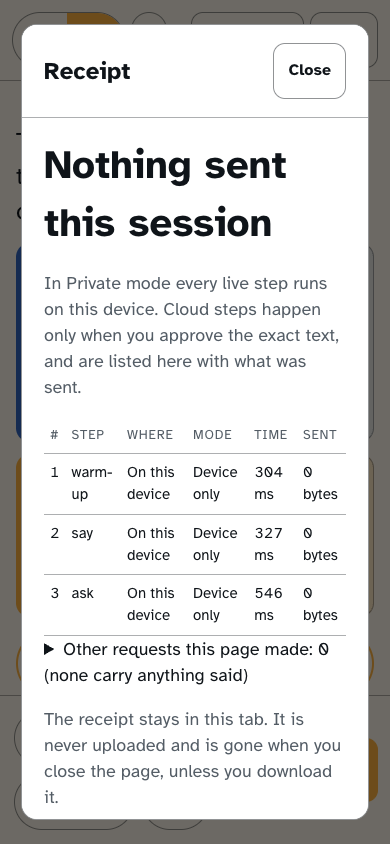 Receipt
Close
Nothing sent
this session
In Private mode every live step runs
on this device. Cloud steps happen
only when you approve the exact text,
and are listed here with what was
sent.
# STEP WHERE MODE TIME SENT
1 warm-up On this device Device only 304 ms 0 bytes
2 say On this device Device only 327 ms 0 bytes
3 ask On this device Device only 546 ms 0 bytes
▶ Other requests this page made: 0
(none carry anything said)
The receipt stays in this tab. It is
never uploaded and is gone when you
close the page, unless you download
it.